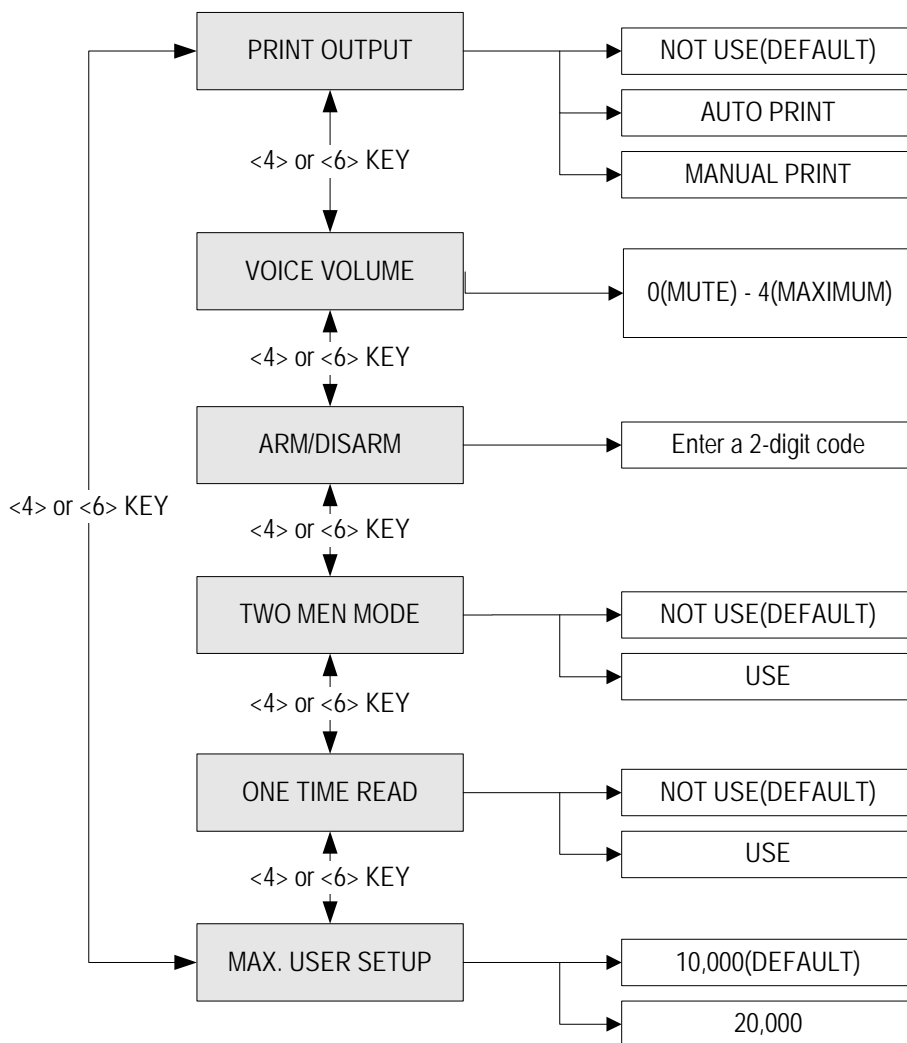 PRINT OUTPUT
NOT USE(DEFAULT)
AUTO PRINT
MANUAL PRINT
<4> or <6> KEY
VOICE VOLUME
0(MUTE) - 4(MAXIMUM)
<4> or <6> KEY
ARM/DISARM
Enter a 2-digit code
<4> or <6> KEY
<4> or <6> KEY
TWO MEN MODE
NOT USE(DEFAULT)
USE
<4> or <6> KEY
ONE TIME READ
NOT USE(DEFAULT)
USE
<4> or <6> KEY
MAX. USER SETUP
10,000(DEFAULT)
20,000